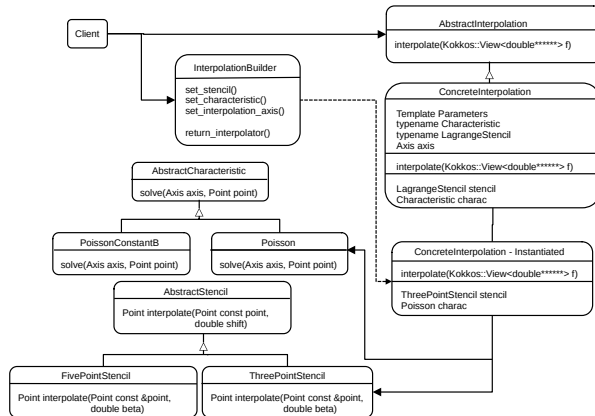 Client
AbstractInterpolation
interpolate(Kokkos::View<double******> f)
InterpolationBuilder
set_stencil()
set_characteristic()
set_interpolation_axis()
return_interpolator()
ConcreteInterpolation
Template Parameters
typename Characteristic
typename LagrangeStencil
Axis axis
interpolate(Kokkos::View<double******> f)
LagrangeStencil stencil
Characteristic charac
AbstractCharacteristic
solve(Axis axis, Point point)
PoissonConstantB
solve(Axis axis, Point point)
Poisson
solve(Axis axis, Point point)
ConcreteInterpolation - Instantiated
interpolate(Kokkos::View<double******> f)
ThreePointStencil stencil
Poisson charac
AbstractStencil
Point interpolate(Point const point,
double shift)
FivePointStencil
Point interpolate(Point const &point,
double beta)
ThreePointStencil
Point interpolate(Point const &point,
double beta)